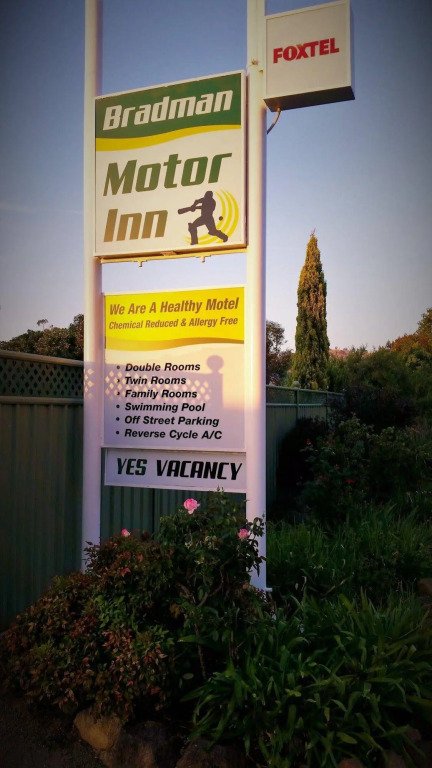 FOXTEL
Bradman
Motor
Inn
We Are A Healthy Motel
Chemical Reduced & Allergy Free
• Double Rooms
• Twin Rooms
• Family Rooms
• Swimming Pool
• Off Street Parking
• Reverse Cycle A/C
YES VACANCY